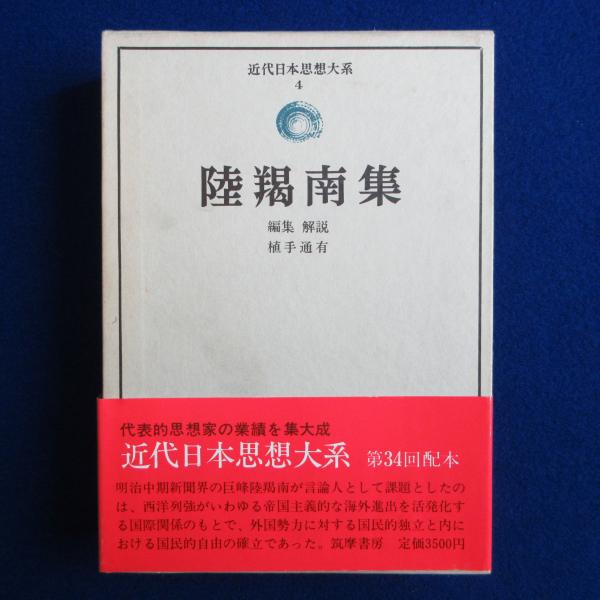 近代日本思想大系
4
陸羯南集
編集 解説
植手通有
代表的思想家の業績を集大成
近代日本思想大系 第34回配本
明治中期新聞界の巨峰陸羯南が言論人として課題としたの
は、西洋列強がいわゆる帝国主義的な海外進出を活発化す
る国際関係のもとで、外国勢力に対する国民的独立と内に
おける国民的自由の確立であった。筑摩書房 定価3500円